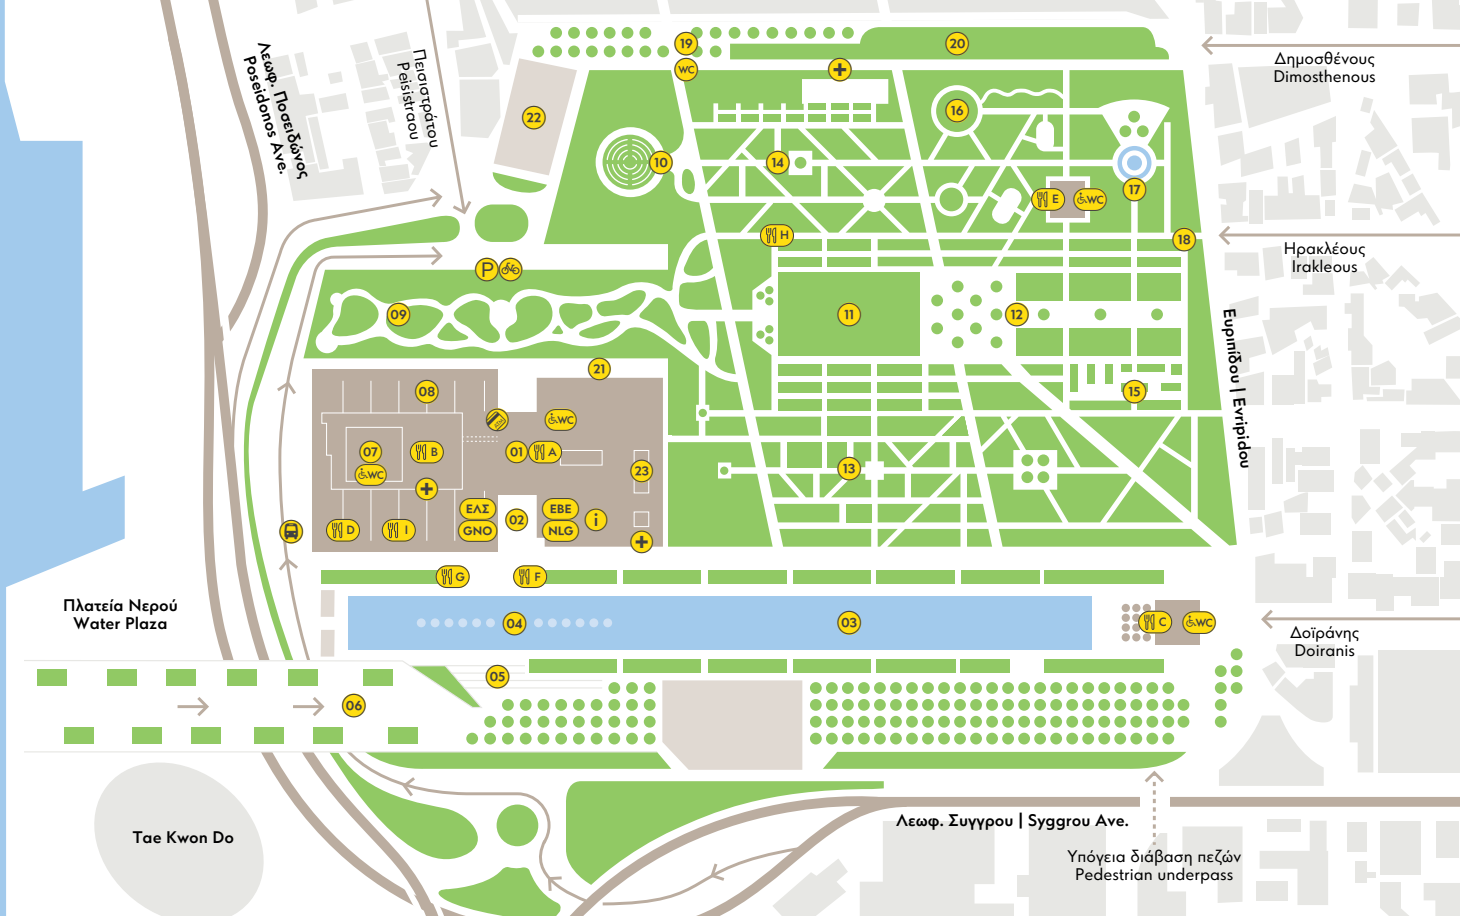 Λεωφ. Ποσειδώνος
Poseidonos Ave.
Πεισιστράτου
Peisistraou
19
20
WC
22
16
10
14
17
E
WC
H
18
Δημοσθένους
Dimosthenous
Ηρακλέους
Irakleous
P
09
11
12
21
08
15
Ευριπίδου | Evripidou
WC
07
B
01
A
WC
23
13
ΕΛΣ
GNO
02
EBE
NLG
i
D
I
G
F
Πλατεία Νερού
Water Plaza
04
03
C
WC
Δοϊράνης
Doiranis
05
06
Tae Kwon Do
Λεωφ. Συγγρου | Syggrou Ave.
Υπόγεια διάβαση πεζών
Pedestrian underpass